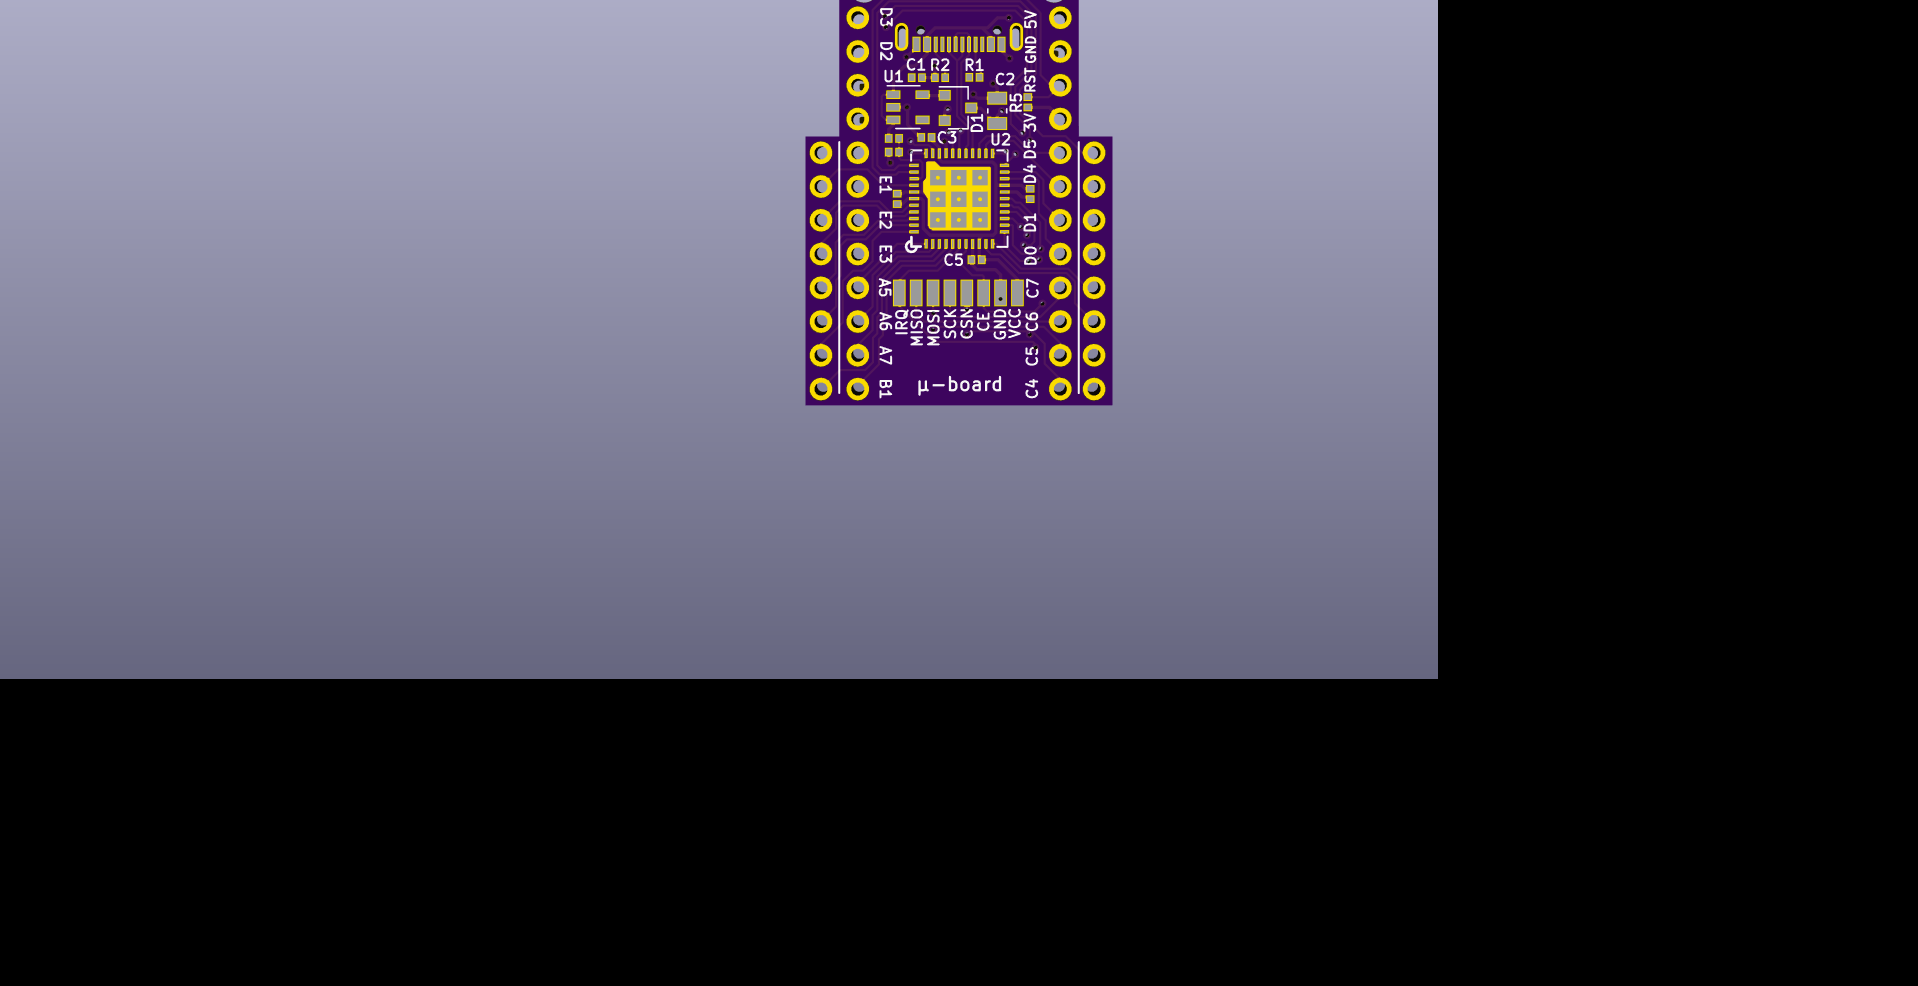 D3
5V
D2
GND
C1 R2 R1
U1
C2
RST
R5
D1
3V
C3
U2
D5
D4
E1
E2
D1
E3
D0
C5
A5
C7
IRQ
MISO
MOSI
SCK
CSN
CE
GND
VCC
A6
C6
A7
C5
B1
µ-board
C4